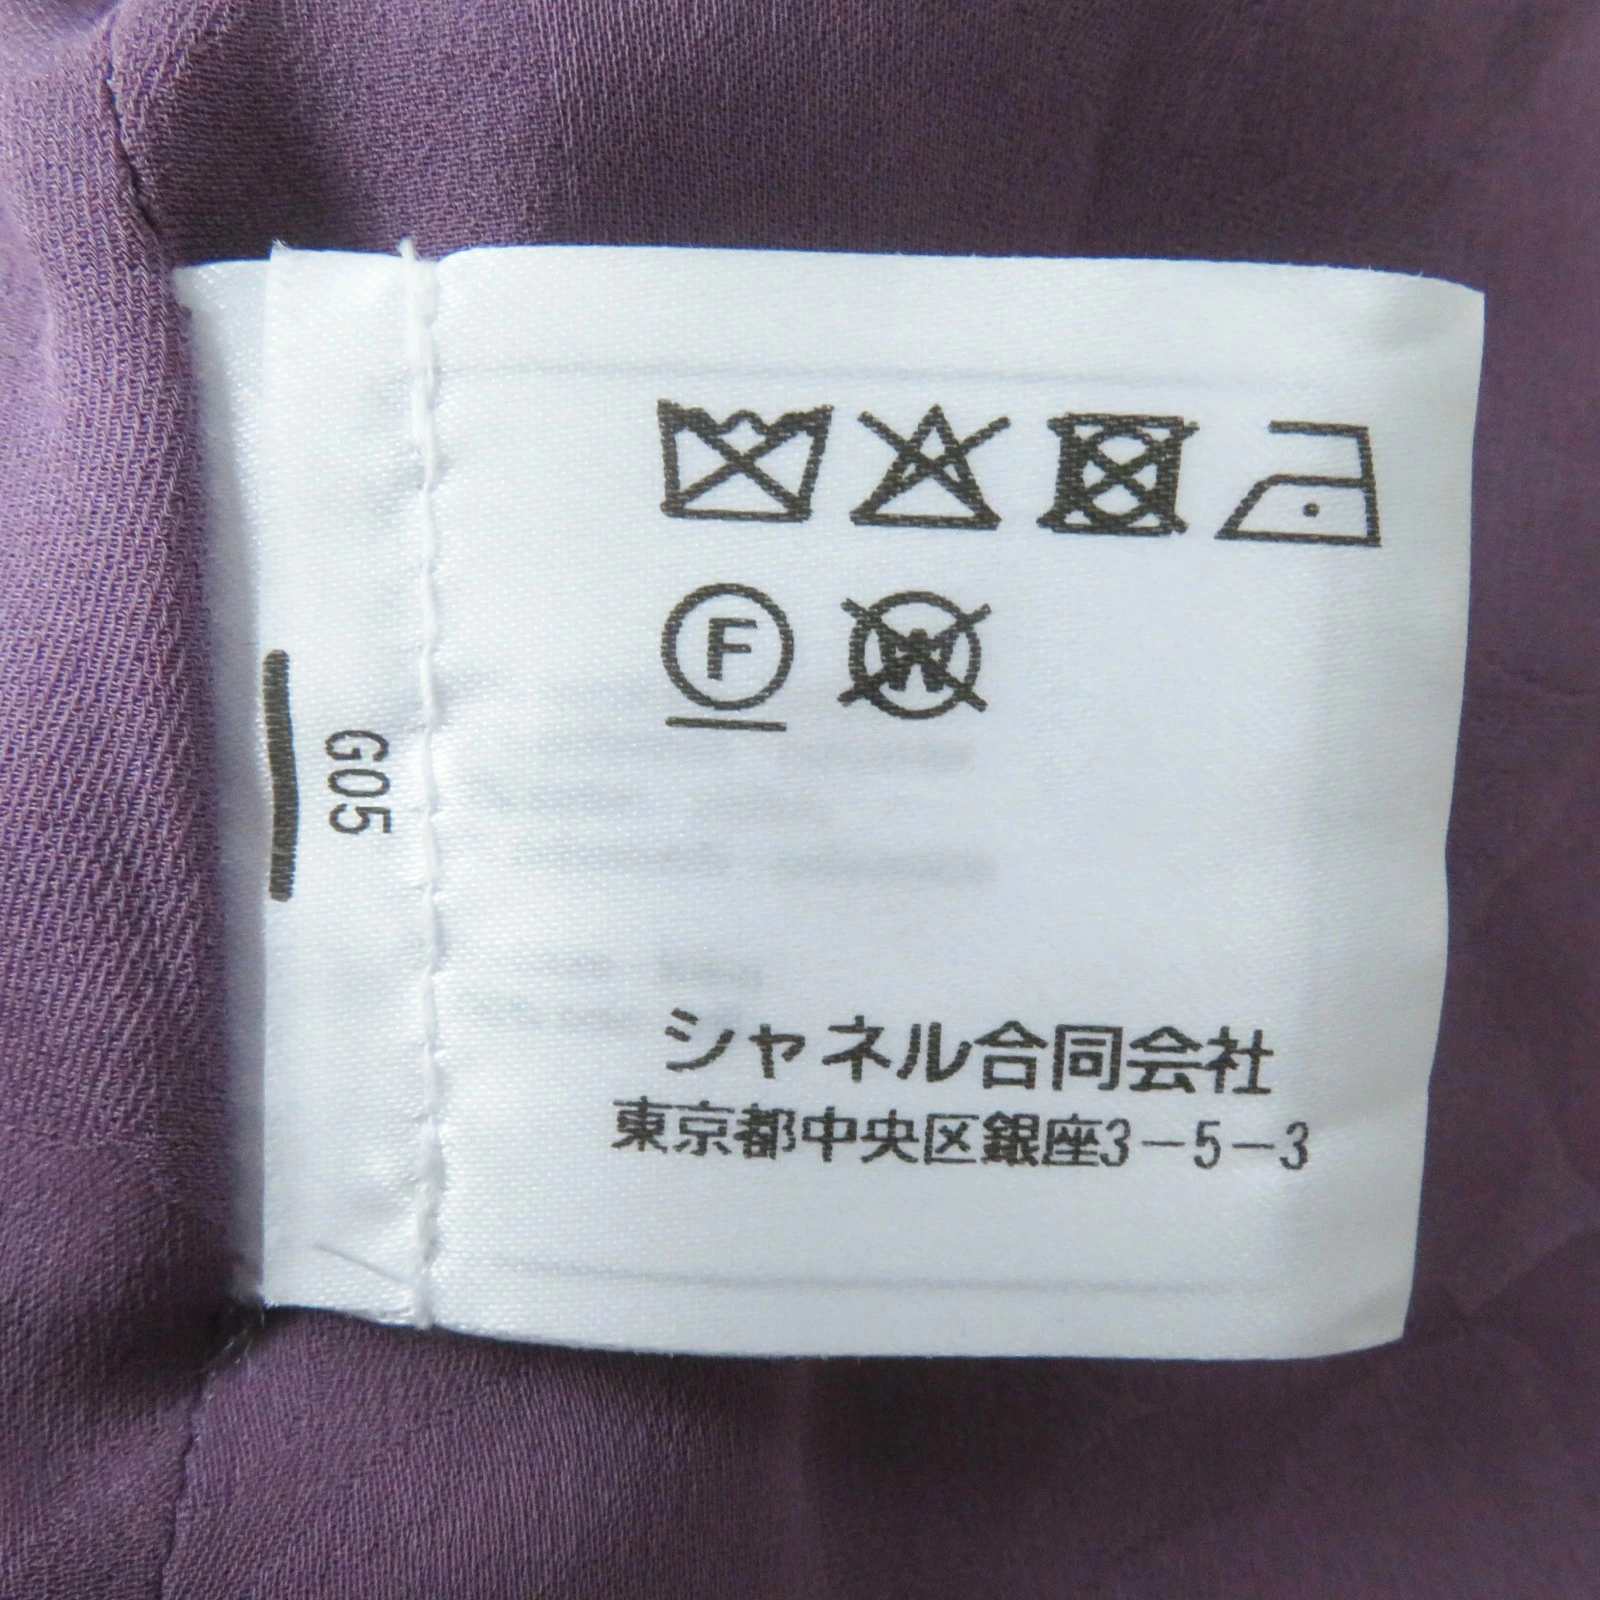 F
W
G05
シャネル合同会社
東京都中央区銀座3-5-3